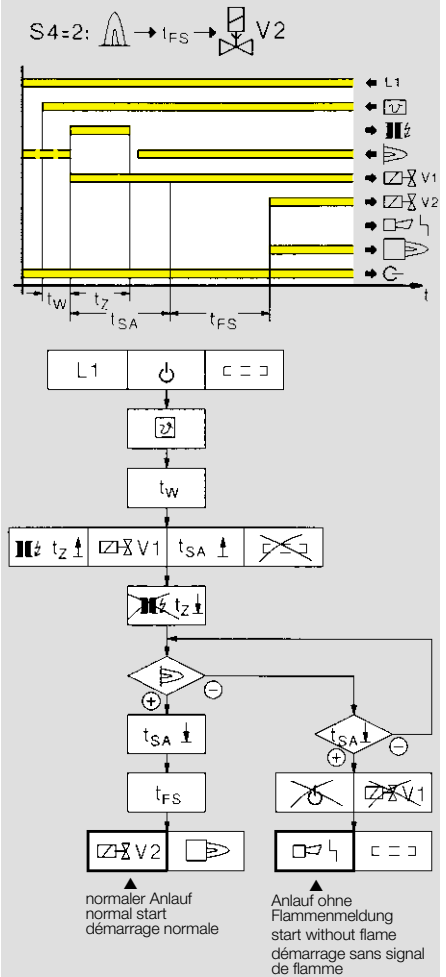 S4=2: → tFS → V2
L1
V1
V2
t
tW tZ
tSA tFS
L1
ϑ
tW
tZ V1 tSA
tZ
+ −
tSA tSA
+ −
tFS V1
V2
normaler Anlauf
normal start
démarrage normale
Anlauf ohne
Flammenmeldung
start without flame
démarrage sans signal
de flamme